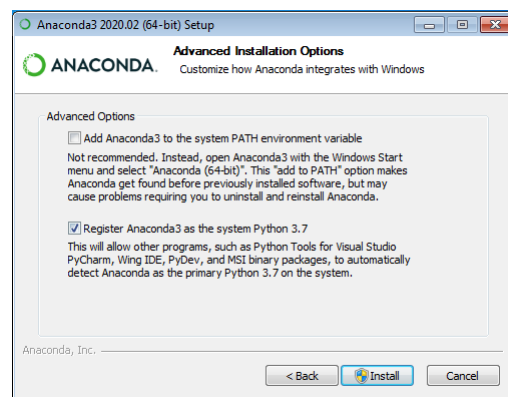 Anaconda3 2020.02 (64-bit) Setup
Advanced Installation Options
ANACONDA.
Customize how Anaconda integrates with Windows
Advanced Options
Add Anaconda3 to the system PATH environment variable
Not recommended. Instead, open Anaconda3 with the Windows Start
menu and select "Anaconda (64-bit)". This "add to PATH" option makes
Anaconda get found before previously installed software, but may
cause problems requiring you to uninstall and reinstall Anaconda.
Register Anaconda3 as the system Python 3.7
This will allow other programs, such as Python Tools for Visual Studio
PyCharm, Wing IDE, PyDev, and MSI binary packages, to automatically
detect Anaconda as the primary Python 3.7 on the system.
Anaconda, Inc.
< Back
Install
Cancel